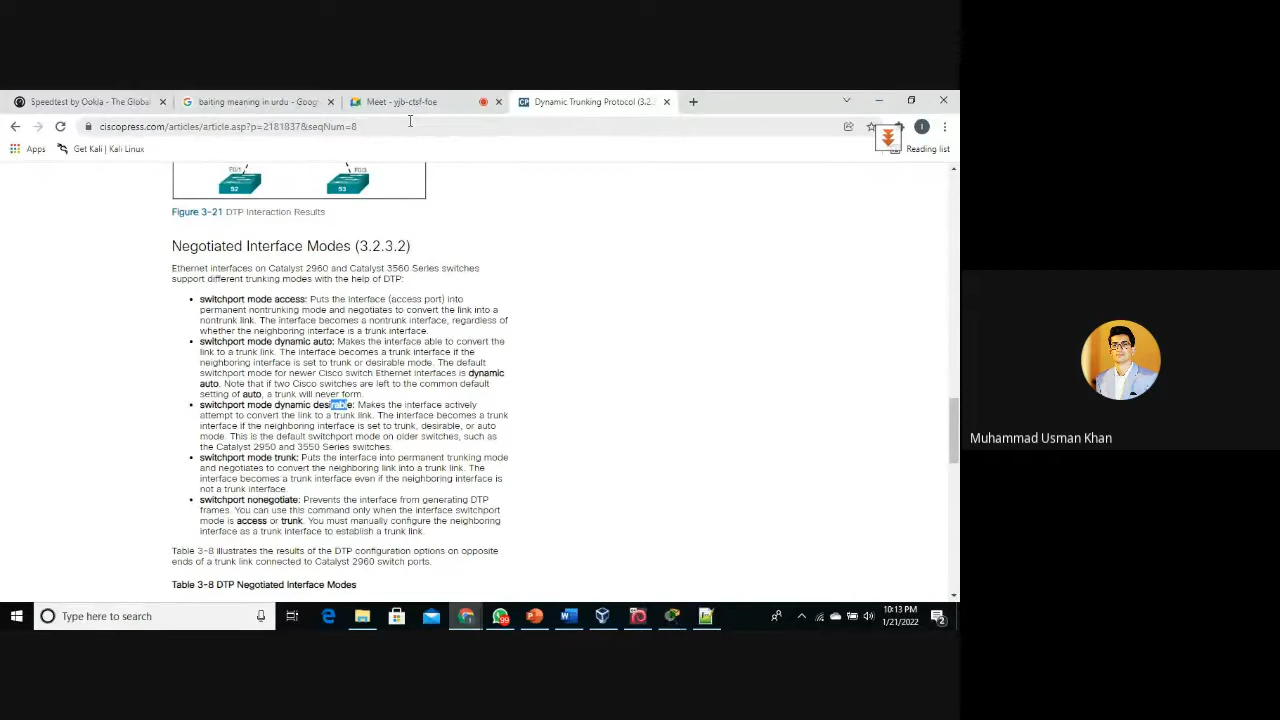 Speedtest by Ookla - The Global
baiting meaning in urdu - Goog
Meet - yjb-ctsf-foe
Dynamic Trunking Protocol (3.2.
ciscopress.com/articles/article.asp?p=2181837&seqNum=8
Apps
Get Kali | Kali Linux
Reading list
F0/1
F0/3
S2
S3
Figure 3-21 DTP Interaction Results
Negotiated Interface Modes (3.2.3.2)
Ethernet interfaces on Catalyst 2960 and Catalyst 3560 Series switches
support different trunking modes with the help of DTP:
• switchport mode access: Puts the interface (access port) into
permanent nontrunking mode and negotiates to convert the link into a
nontrunk link. The interface becomes a nontrunk interface, regardless of
whether the neighboring interface is a trunk interface.
• switchport mode dynamic auto: Makes the interface able to convert the
link to a trunk link. The interface becomes a trunk interface if the
neighboring interface is set to trunk or desirable mode. The default
switchport mode for newer Cisco switch Ethernet interfaces is dynamic
auto. Note that if two Cisco switches are left to the common default
setting of auto, a trunk will never form.
• switchport mode dynamic desirable: Makes the interface actively
attempt to convert the link to a trunk link. The interface becomes a trunk
interface if the neighboring interface is set to trunk, desirable, or auto
mode. This is the default switchport mode on older switches, such as
the Catalyst 2950 and 3550 Series switches.
• switchport mode trunk: Puts the interface into permanent trunking mode
and negotiates to convert the neighboring link into a trunk link. The
interface becomes a trunk interface even if the neighboring interface is
not a trunk interface.
• switchport nonegotiate: Prevents the interface from generating DTP
frames. You can use this command only when the interface switchport
mode is access or trunk. You must manually configure the neighboring
interface as a trunk interface to establish a trunk link.
Table 3-8 illustrates the results of the DTP configuration options on opposite
ends of a trunk link connected to Catalyst 2960 switch ports.
Table 3-8 DTP Negotiated Interface Modes
Muhammad Usman Khan
Type here to search
99
10:13 PM
1/21/2022
2